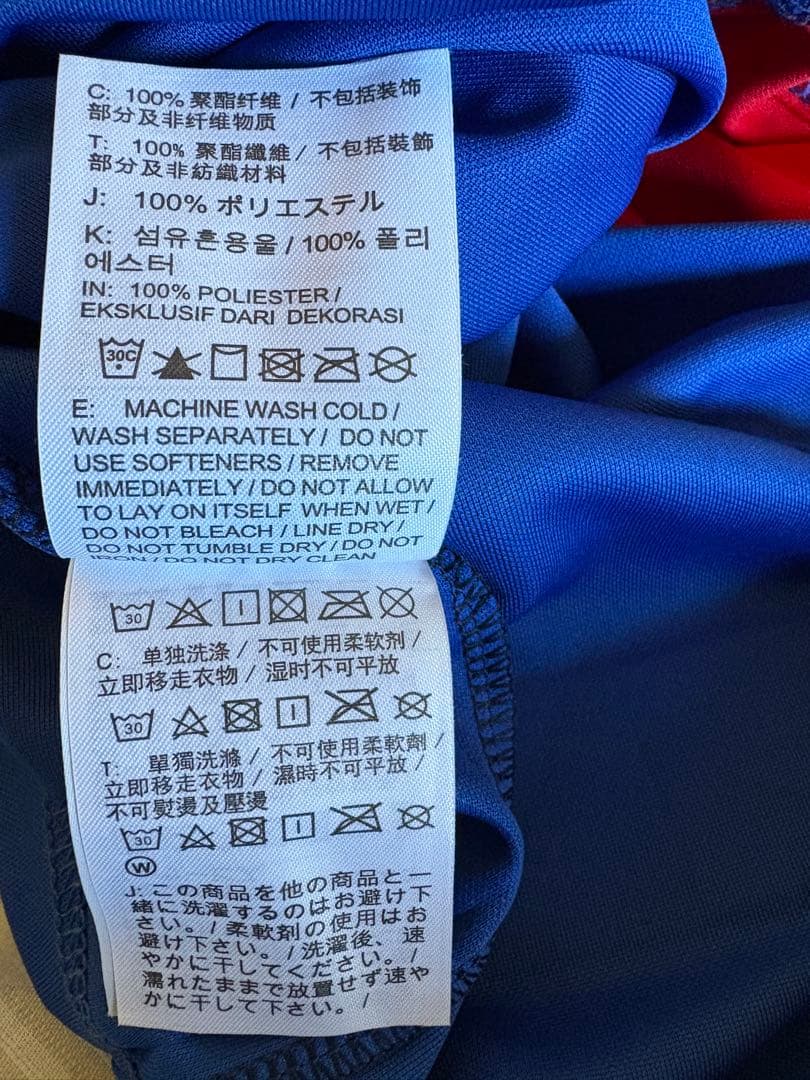 C: 100% 聚酯纤维 / 不包括装饰
部分及非纤维物质
T: 100% 聚酯纖維 / 不包括裝飾
部分及非紡織材料
J: 100% ポリエステル
K: 섬유혼용율 / 100% 폴리
에스터
IN: 100% POLIESTER /
EKSKLUSIF DARI DEKORASI
30C
E: MACHINE WASH COLD /
WASH SEPARATELY / DO NOT
USE SOFTENERS / REMOVE
IMMEDIATELY / DO NOT ALLOW
TO LAY ON ITSELF WHEN WET /
DO NOT BLEACH / LINE DRY /
DO NOT TUMBLE DRY / DO NOT
IRON / DO NOT DRY CLEAN
30
C: 单独洗涤 / 不可使用柔软剂 /
立即移走衣物 / 湿时不可平放
30
T: 單獨洗滌 / 不可使用柔軟劑 /
立即移走衣物 / 濕時不可平放 /
不可熨燙及壓燙
30
W
J: この商品を他の商品と一
緒に洗濯するのはお避け下
さい。/ 柔軟剤の使用はお
避け下さい。/ 洗濯後、速
やかに干してください。/
濡れたままで放置せず速や
かに干して下さい。/